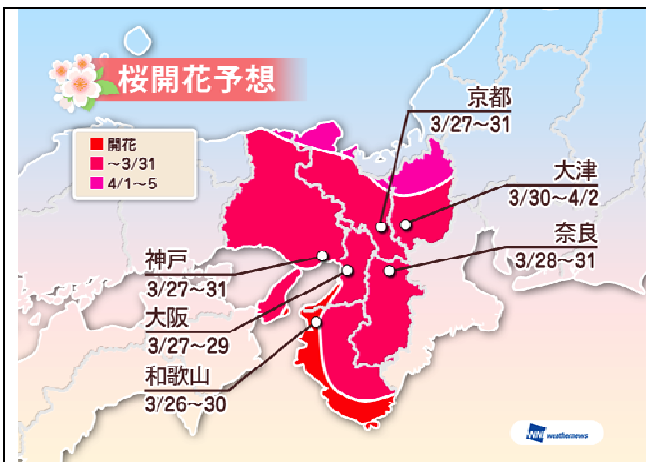 桜開花予想
開花
～3/31
4/1～5
京都
3/27～31
大津
3/30～4/2
奈良
3/28～31
神戸
3/27～31
大阪
3/27～29
和歌山
3/26～30
WNI weathernews